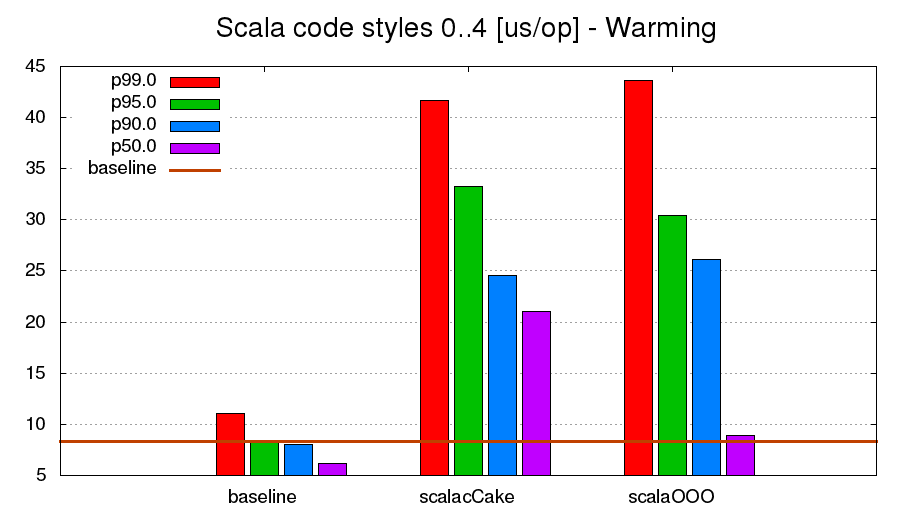 Scala code styles 0..4 [us/op] - Warming
45
40
35
30
25
20
15
10
5
p99.0
p95.0
p90.0
p50.0
baseline
baseline
scalacCake
scalaOOO